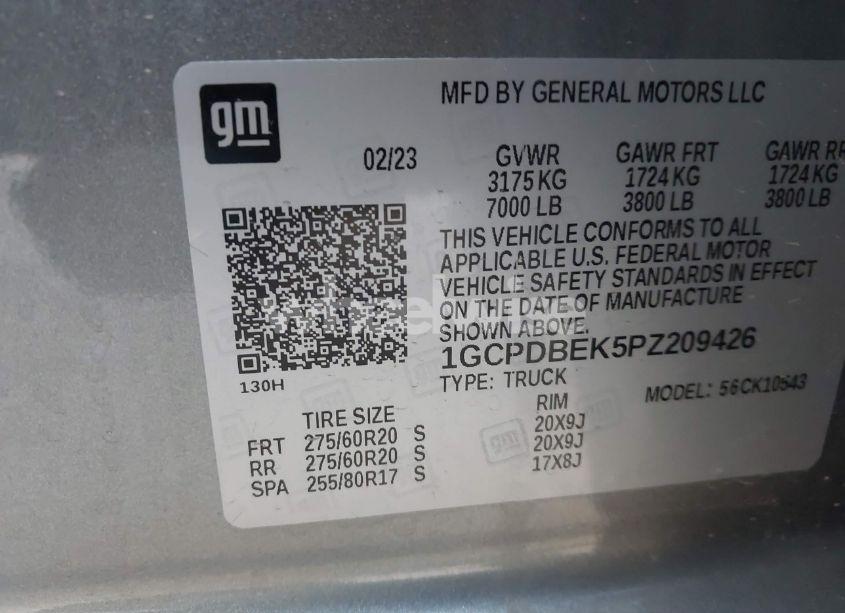 gm
MFD BY GENERAL MOTORS LLC
02/23 GVWR GAWR FRT GAWR RR
3175 KG 1724 KG 1724 KG
7000 LB 3800 LB 3800 LB
THIS VEHICLE CONFORMS TO ALL
APPLICABLE U.S. FEDERAL MOTOR
VEHICLE SAFETY STANDARDS IN EFFECT
ON THE DATE OF MANUFACTURE
SHOWN ABOVE.
1GCPDBEK5PZ209426
130H
TYPE: TRUCK MODEL: 56CK10543
TIRE SIZE RIM
FRT 275/60R20 S 20X9J
RR 275/60R20 S 20X9J
SPA 255/80R17 S 17X8J
gm